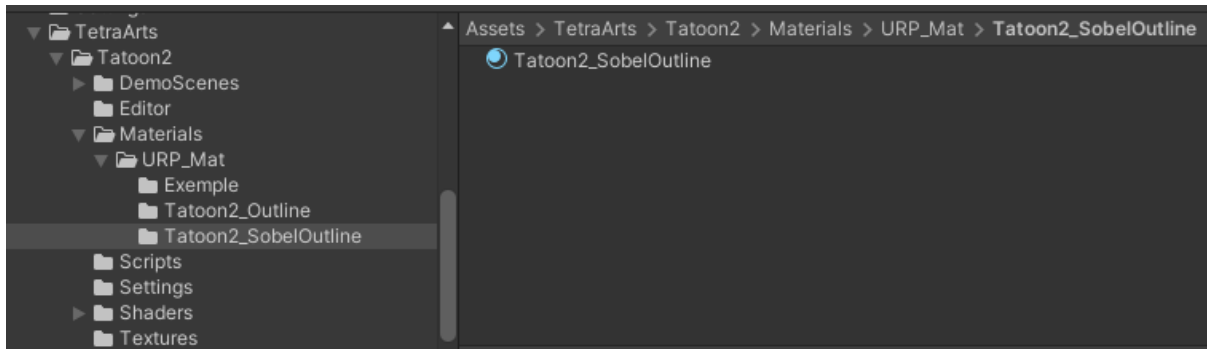 TetraArts
Tatoon2
DemoScenes
Editor
Materials
URP_Mat
Exemple
Tatoon2_Outline
Tatoon2_SobelOutline
Scripts
Settings
Shaders
Textures
Assets > TetraArts > Tatoon2 > Materials > URP_Mat > Tatoon2_SobelOutline
Tatoon2_SobelOutline